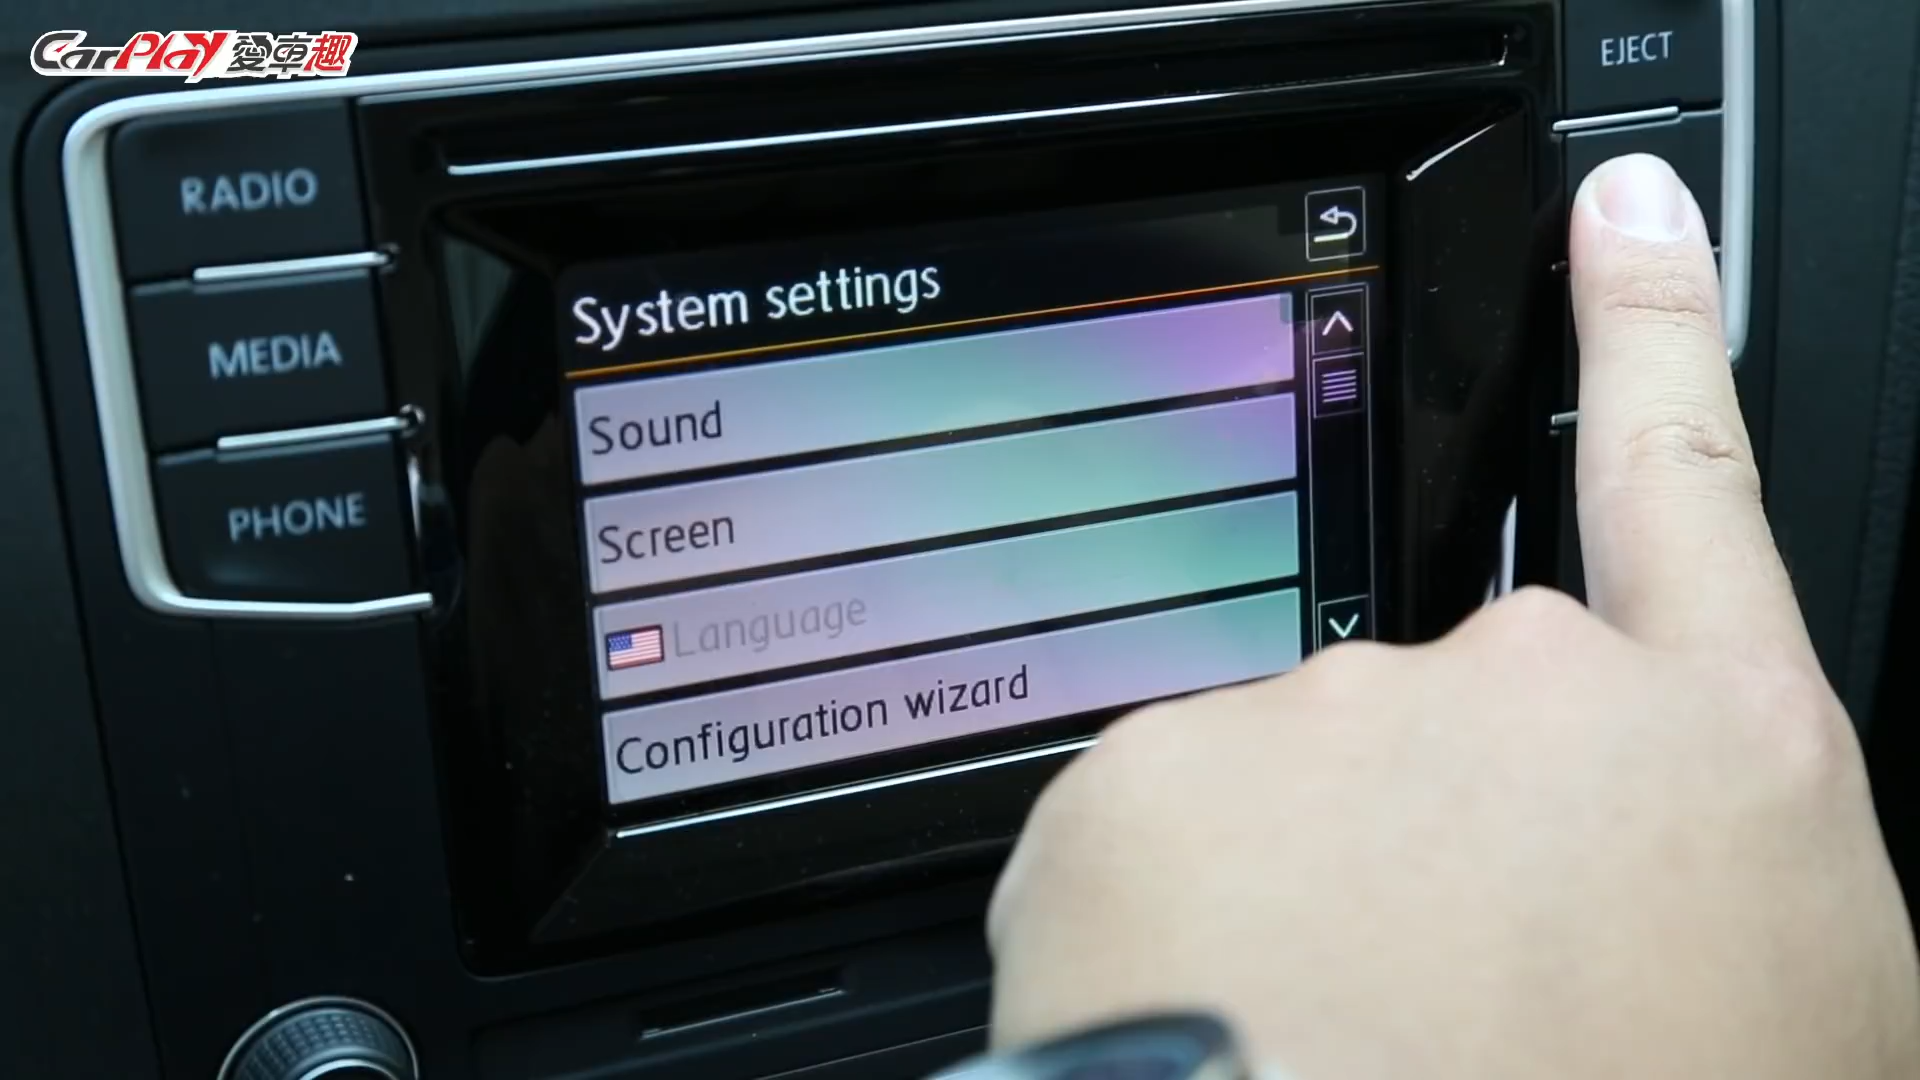 CarPlay愛車趣
EJECT
RADIO
MEDIA
PHONE
System settings
Sound
Screen
Language
Configuration wizard